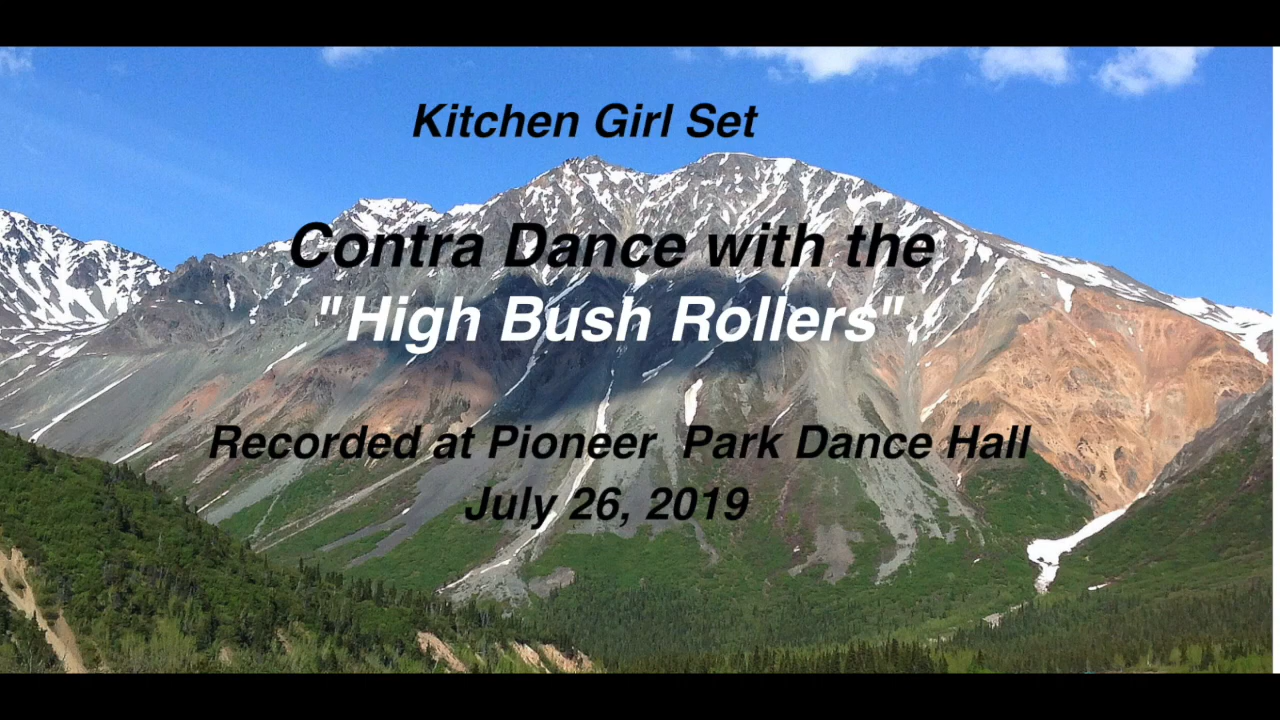 Kitchen Girl Set
Contra Dance with the
"High Bush Rollers"
Recorded at Pioneer Park Dance Hall
July 26, 2019